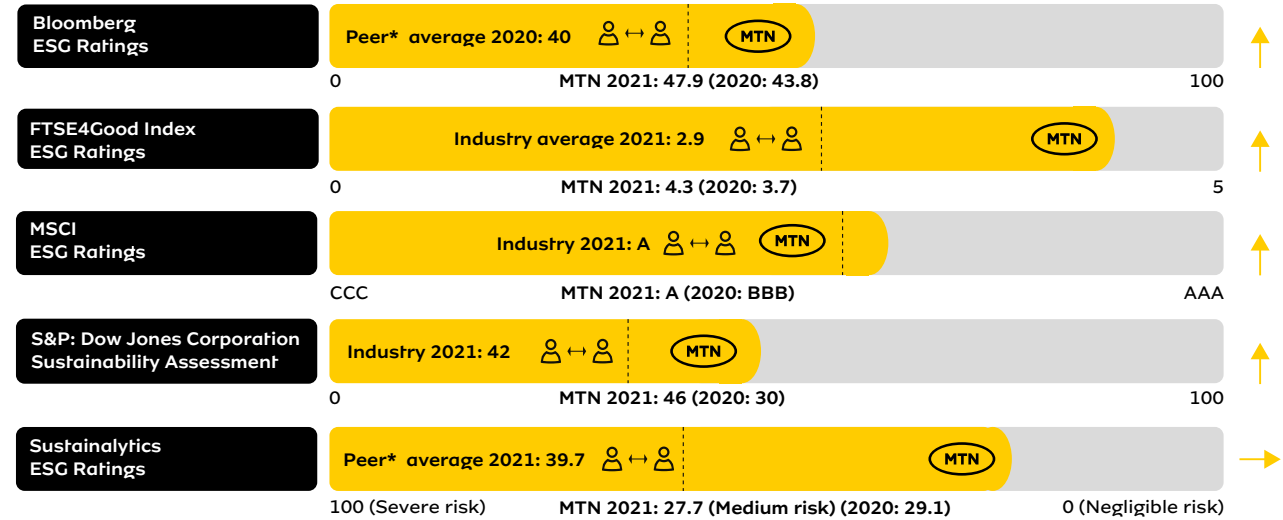 Bloomberg
ESG Ratings
Peer* average 2020: 40
MTN
0
MTN 2021: 47.9 (2020: 43.8)
100
FTSE4Good Index
ESG Ratings
Industry average 2021: 2.9
MTN
0
MTN 2021: 4.3 (2020: 3.7)
5
MSCI
ESG Ratings
Industry 2021: A
MTN
CCC
MTN 2021: A (2020: BBB)
AAA
S&P: Dow Jones Corporation
Sustainability Assessment
Industry 2021: 42
MTN
0
MTN 2021: 46 (2020: 30)
100
Sustainalytics
ESG Ratings
Peer* average 2021: 39.7
MTN
100 (Severe risk)
MTN 2021: 27.7 (Medium risk) (2020: 29.1)
0 (Negligible risk)